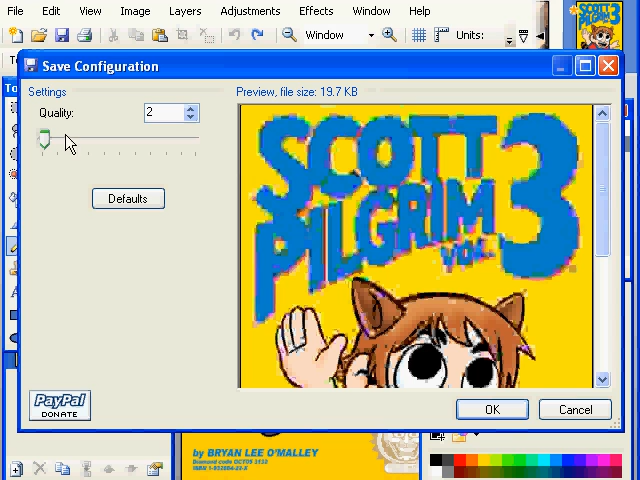 File Edit View Image Layers Adjustments Effects Window Help
Window Units:
Save Configuration
Settings
Quality: 2
Defaults
Preview, file size: 19.7 KB
SCOTT
PILGRIM
VOL. 3
PayPal
DONATE
OK Cancel
by BRYAN LEE O'MALLEY